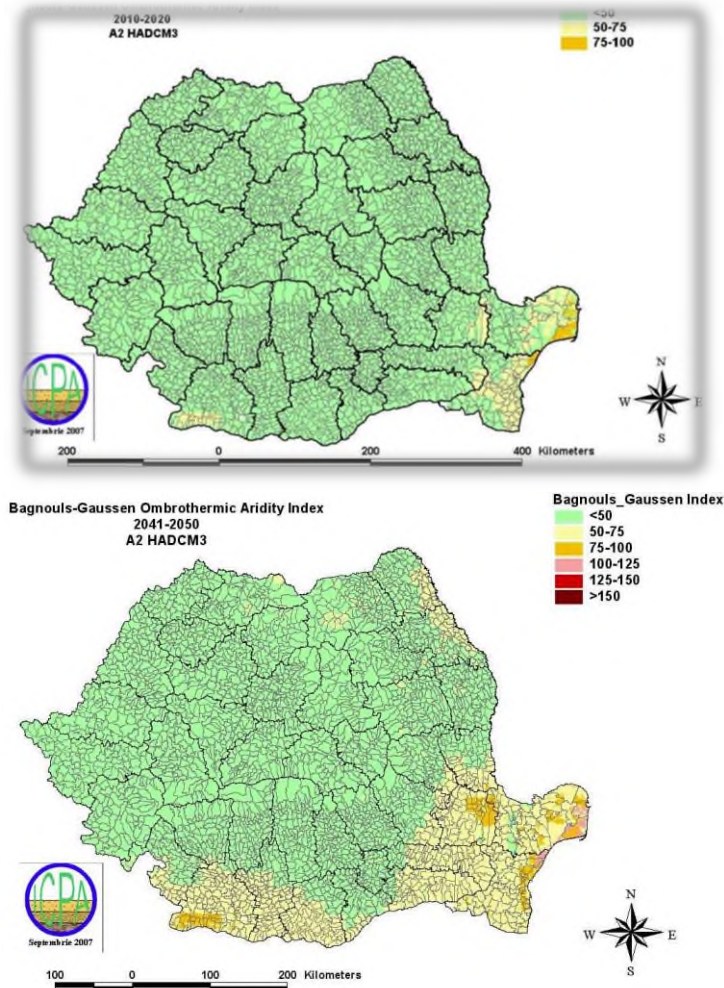 2010-2020
A2 HADCM3
<50
50-75
75-100
N
W
E
S
ICPA
Septembrie 2007
200 0 200 400 Kilometers
Bagnouls-Gaussen Ombrothermic Aridity Index
2041-2050
A2 HADCM3
Bagnouls_Gaussen Index
<50
50-75
75-100
100-125
125-150
>150
ICPA
Septembrie 2007
N
W E
S
100 0 100 200 Kilometers